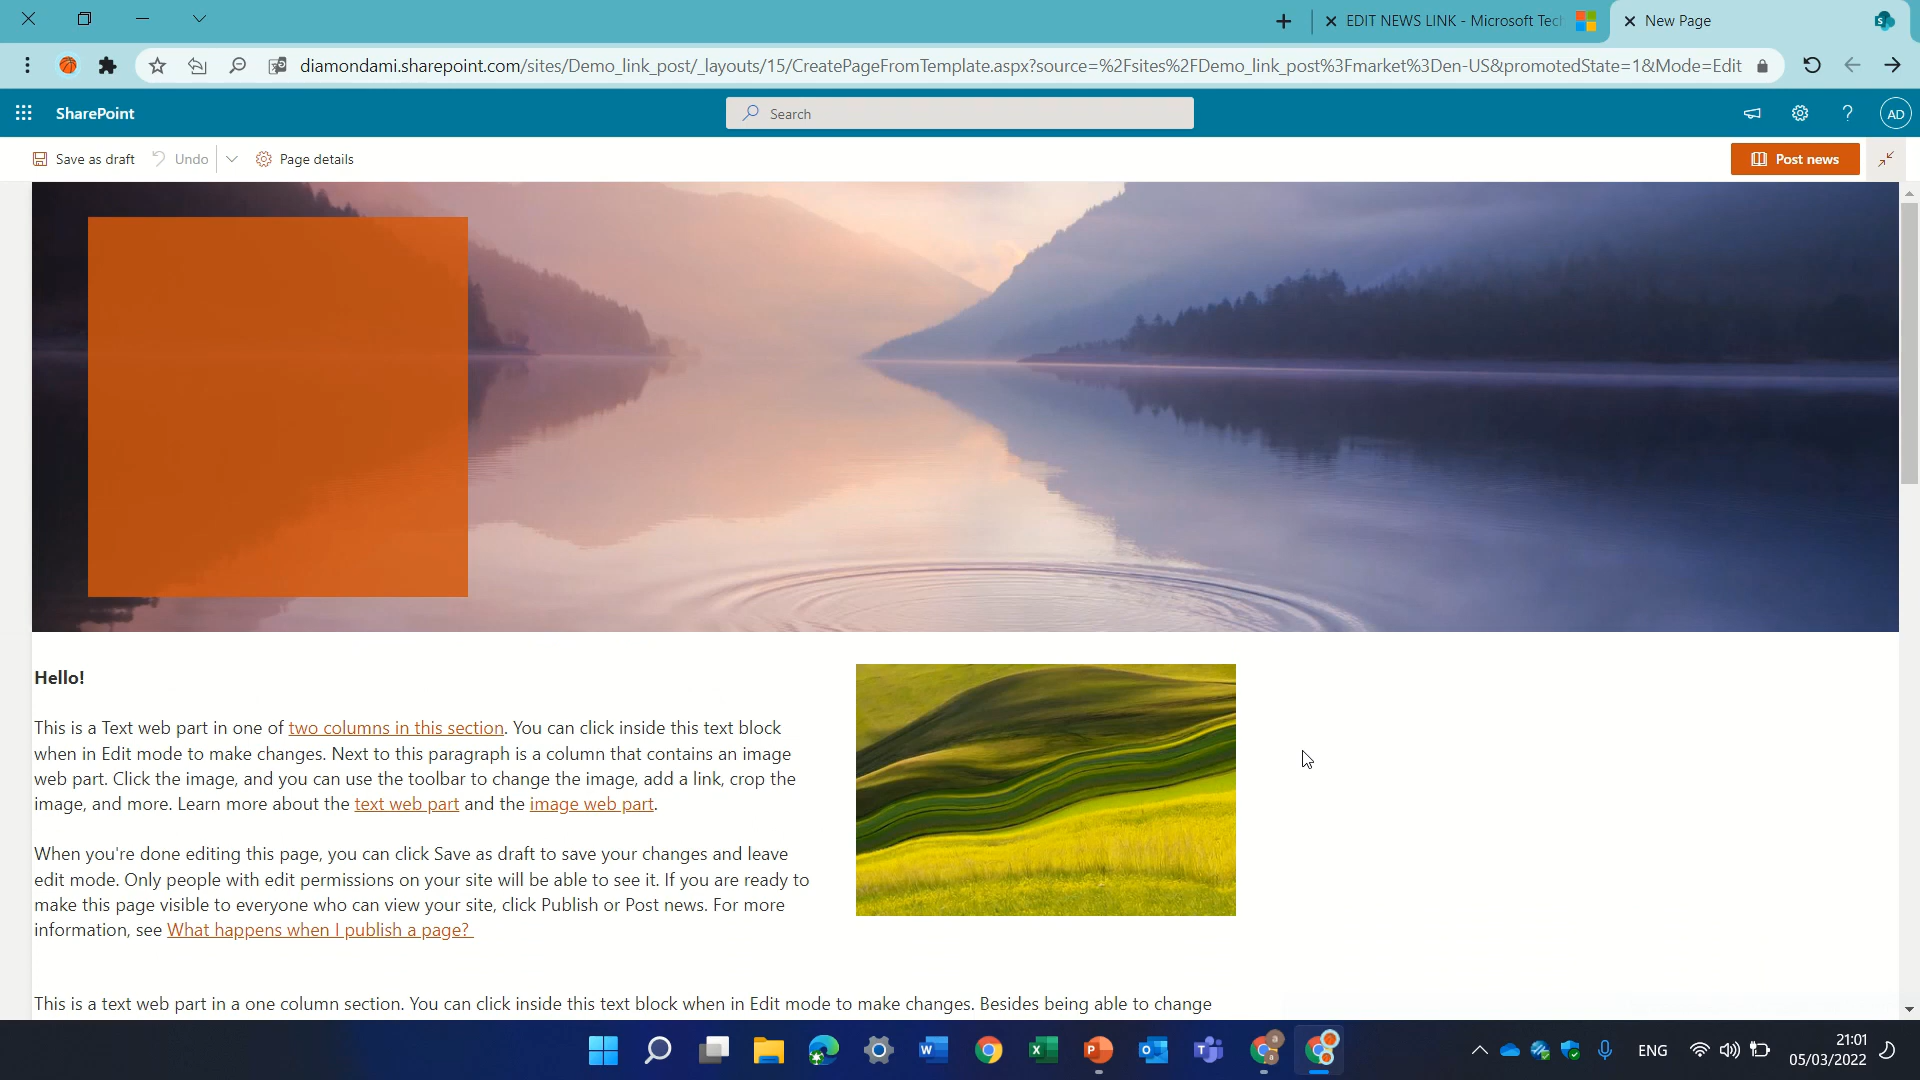 EDIT NEWS LINK - Microsoft Tec
New Page
diamondami.sharepoint.com/sites/Demo_link_post/_layouts/15/CreatePageFromTemplate.aspx?source=%2Fsites%2FDemo_link_post%3Fmarket%3Den-US&promotedState=1&Mode=Edit
SharePoint
Search
AD
Save as draft
Undo
Page details
Post news
Hello!
This is a Text web part in one of two columns in this section. You can click inside this text block
when in Edit mode to make changes. Next to this paragraph is a column that contains an image
web part. Click the image, and you can use the toolbar to change the image, add a link, crop the
image, and more. Learn more about the text web part and the image web part.
When you're done editing this page, you can click Save as draft to save your changes and leave
edit mode. Only people with edit permissions on your site will be able to see it. If you are ready to
make this page visible to everyone who can view your site, click Publish or Post news. For more
information, see What happens when I publish a page?
This is a text web part in a one column section. You can click inside this text block when in Edit mode to make changes. Besides being able to change
ENG
21:01
05/03/2022